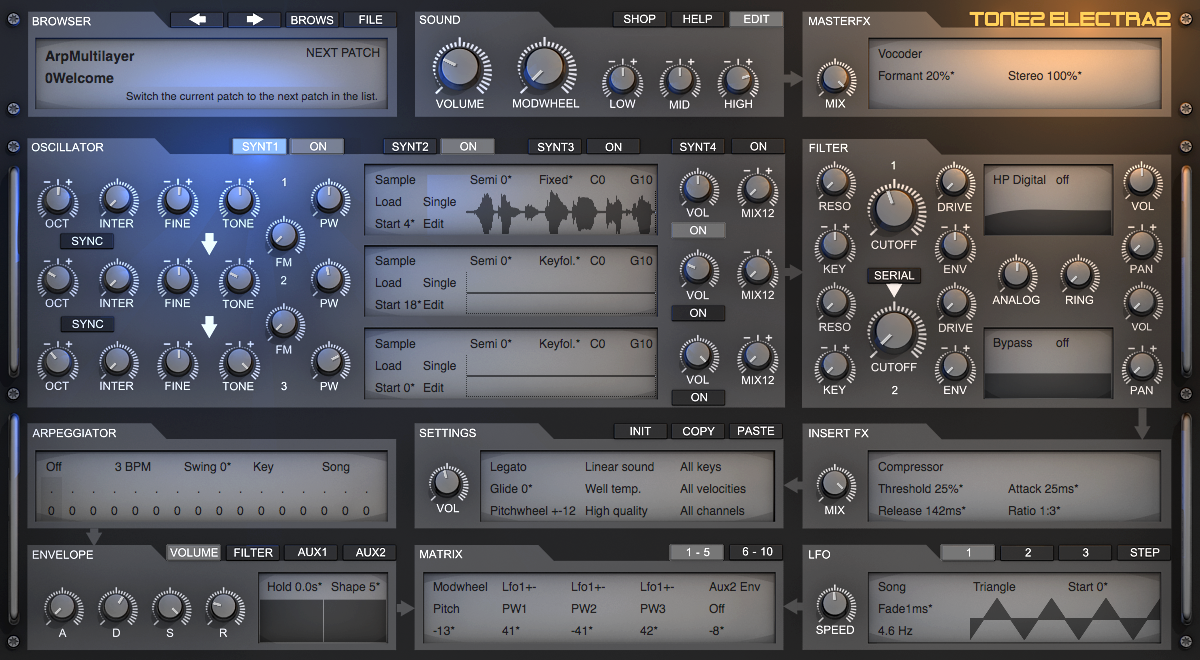 BROWSER BROWS FILE
ArpMultilayer NEXT PATCH
0Welcome
Switch the current patch to the next patch in the list.
SOUND SHOP HELP EDIT
VOLUME MODWHEEL LOW MID HIGH
MASTERFX TONE2 ELECTRA2
MIX
Vocoder
Formant 20%* Stereo 100%*
OSCILLATOR SYNT1 ON SYNT2 ON SYNT3 ON SYNT4 ON
OCT INTER FINE TONE 1 PW
SYNC
FM
Sample Semi 0* Fixed* C0 G10
Load Single
Start 4* Edit
VOL MIX12
ON
OCT INTER FINE TONE 2 PW
SYNC
FM
Sample Semi 0* Keyfol.* C0 G10
Load Single
Start 18* Edit
VOL MIX12
ON
OCT INTER FINE TONE 3 PW
Sample Semi 0* Keyfol.* C0 G10
Load Single
Start 0* Edit
VOL MIX12
ON
FILTER
RESO 1 DRIVE HP Digital off VOL
CUTOFF
KEY ENV PAN
SERIAL
ANALOG RING
RESO DRIVE VOL
CUTOFF
Bypass off
KEY 2 ENV PAN
ARPEGGIATOR
Off 3 BPM Swing 0* Key Song
. . . . . . . . . . . . . . . .
0 0 0 0 0 0 0 0 0 0 0 0 0 0 0 0
SETTINGS INIT COPY PASTE
VOL
Legato Linear sound All keys
Glide 0* Well temp. All velocities
Pitchwheel +-12 High quality All channels
INSERT FX
MIX
Compressor
Threshold 25%* Attack 25ms*
Release 142ms* Ratio 1:3*
ENVELOPE VOLUME FILTER AUX1 AUX2
A D S R
Hold 0.0s* Shape 5*
MATRIX 1 - 5 6 - 10
Modwheel Lfo1+- Lfo1+- Lfo1+- Aux2 Env
Pitch PW1 PW2 PW3 Off
-13* 41* -41* 42* -8*
LFO 1 2 3 STEP
SPEED
Song Triangle Start 0*
Fade1ms*
4.6 Hz